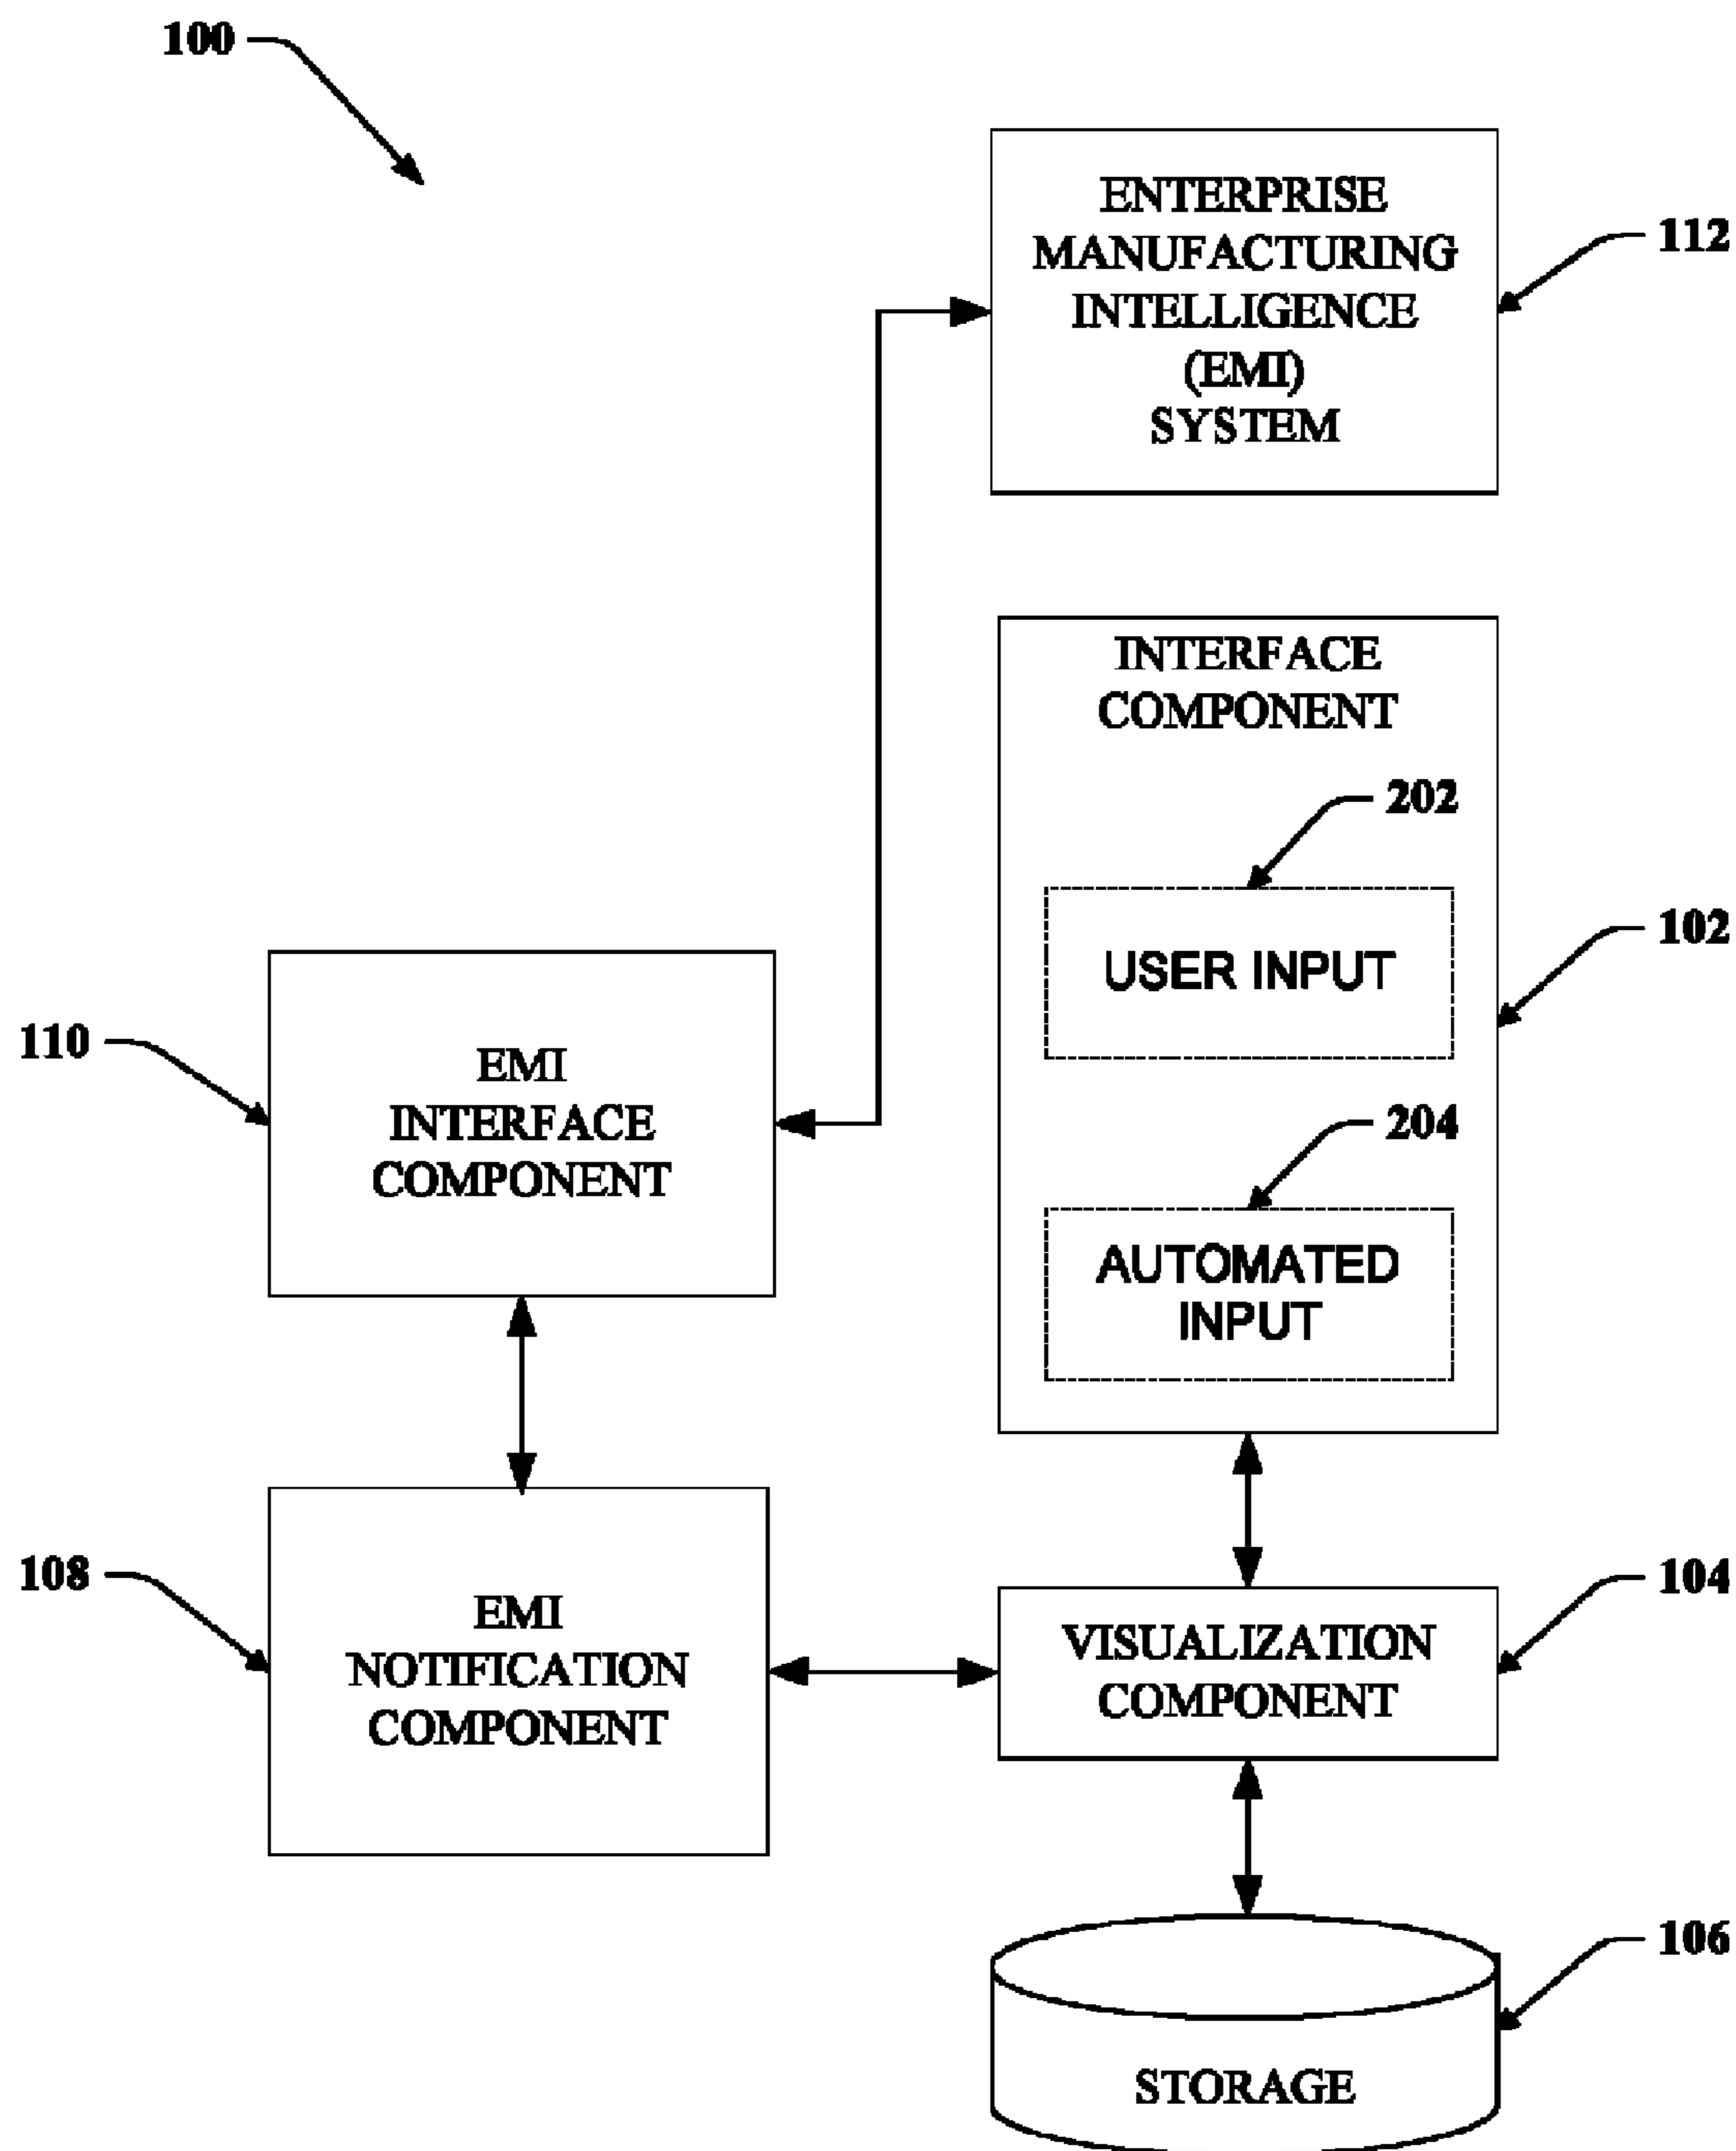 100
ENTERPRISE
MANUFACTURING
INTELLIGENCE
(EMI)
SYSTEM
112
INTERFACE
COMPONENT
202
USER INPUT
102
204
AUTOMATED
INPUT
110
EMI
INTERFACE
COMPONENT
108
EMI
NOTIFICATION
COMPONENT
VISUALIZATION
COMPONENT
104
106
STORAGE